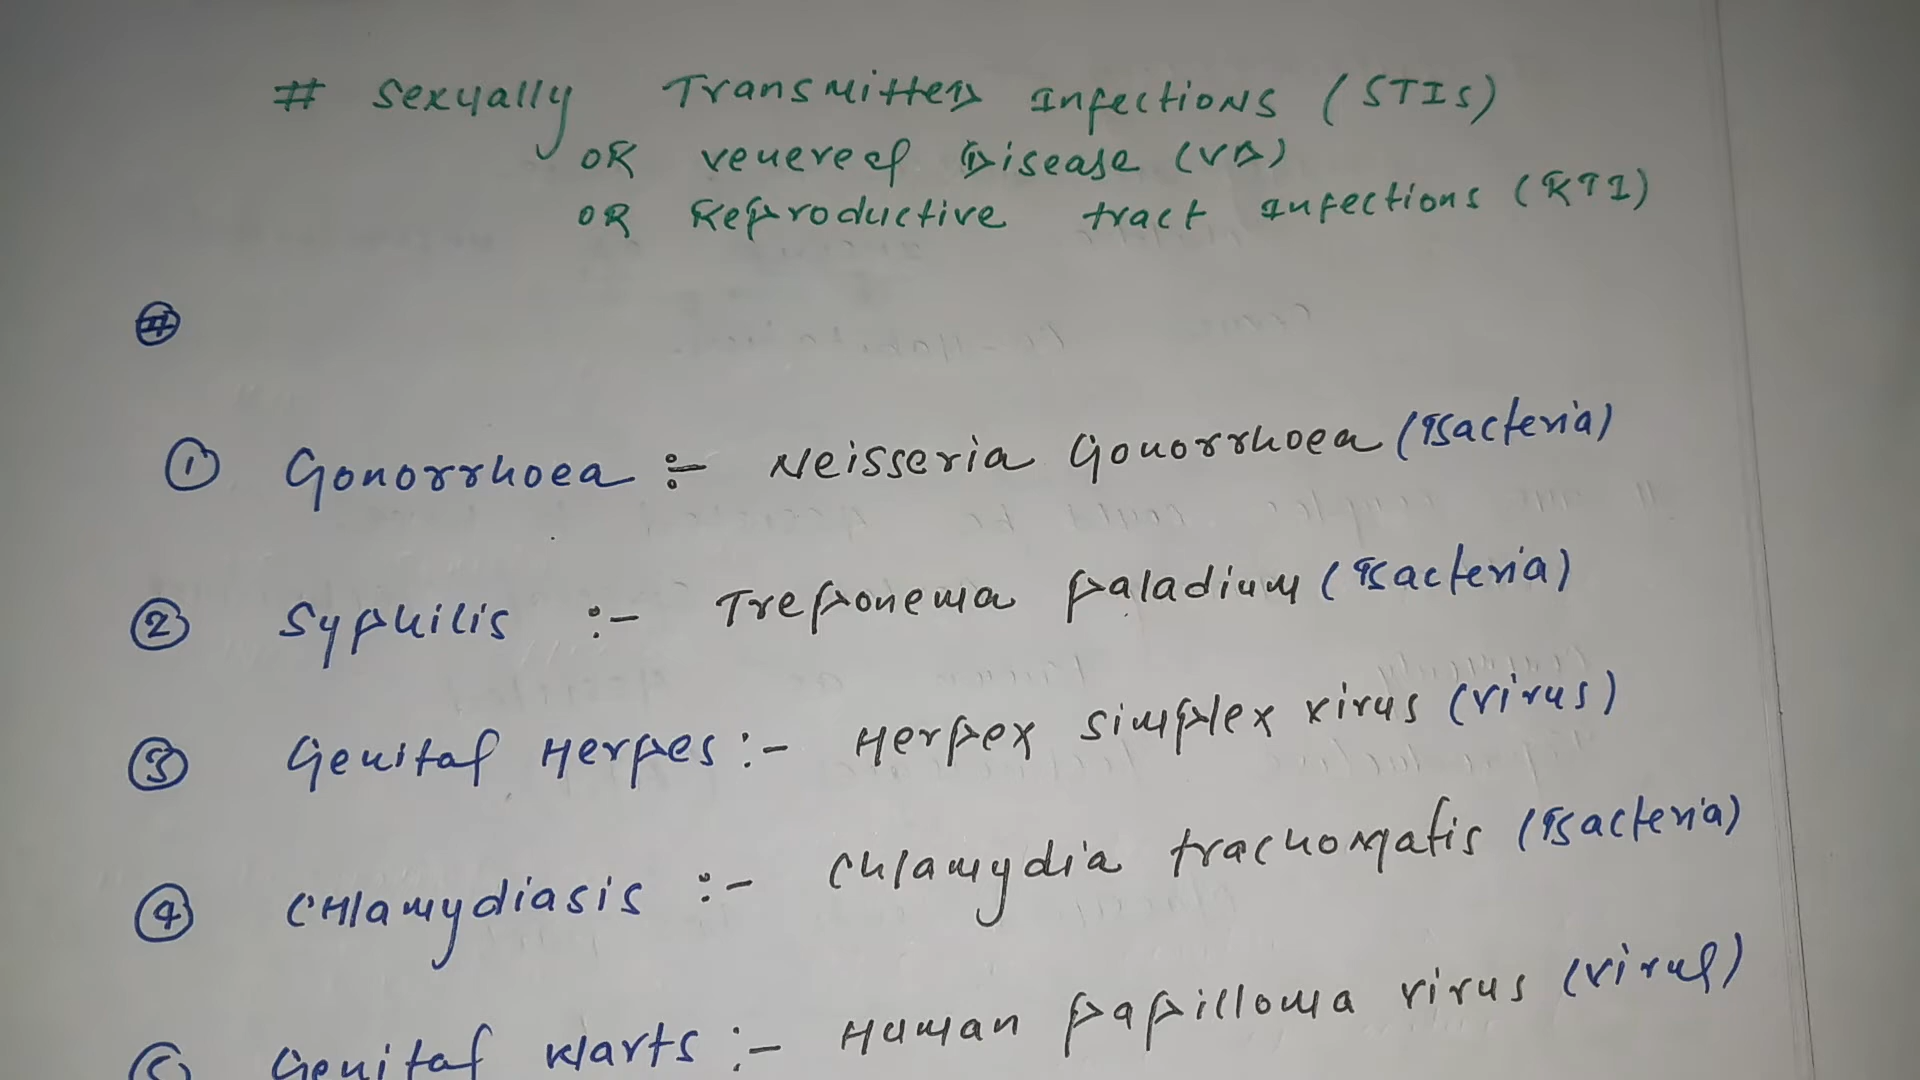 # Sexually Transmitted Infections (STIs)
OR venereal Disease (VD)
OR Reproductive tract infections (RTI)
#
① Gonorrhoea :- Neisseria Gonorrhoea (Bacteria)
② Syphilis :- Treponema paladium (Bacteria)
③ Genital Herpes :- Herpex simplex virus (virus)
④ CHlamydiasis :- Chlamydia trachomatis (Bacteria)
⑤ Genital Warts :- Human papilloma virus (virus)